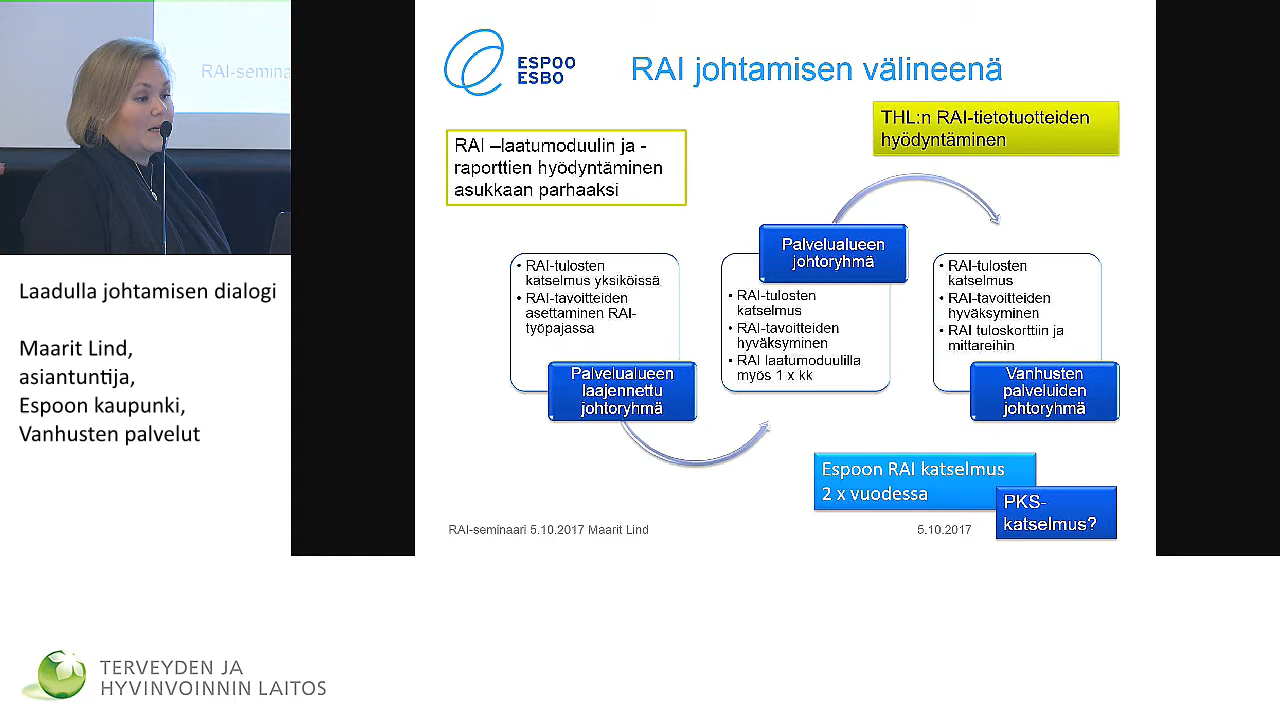 RAI-semina
Laadulla johtamisen dialogi
Maarit Lind,
asiantuntija,
Espoon kaupunki,
Vanhusten palvelut
TERVEYDEN JA
HYVINVOINNIN LAITOS
ESPOO
ESBO
RAI johtamisen välineenä
RAI –laatumoduulin ja -
raporttien hyödyntäminen
asukkaan parhaaksi
THL:n RAI-tietotuotteiden
hyödyntäminen
• RAI-tulosten
katselmus yksiköissä
• RAI-tavoitteiden
asettaminen RAI-
työpajassa
Palvelualueen
laajennettu
johtoryhmä
Palvelualueen
johtoryhmä
• RAI-tulosten
katselmus
• RAI-tavoitteiden
hyväksyminen
• RAI laatumoduulilla
myös 1 x kk
• RAI-tulosten
katselmus
• RAI-tavoitteiden
hyväksyminen
• RAI tuloskorttiin ja
mittareihin
Vanhusten
palveluiden
johtoryhmä
Espoon RAI katselmus
2 x vuodessa
PKS-
katselmus?
RAI-seminaari 5.10.2017 Maarit Lind
5.10.2017